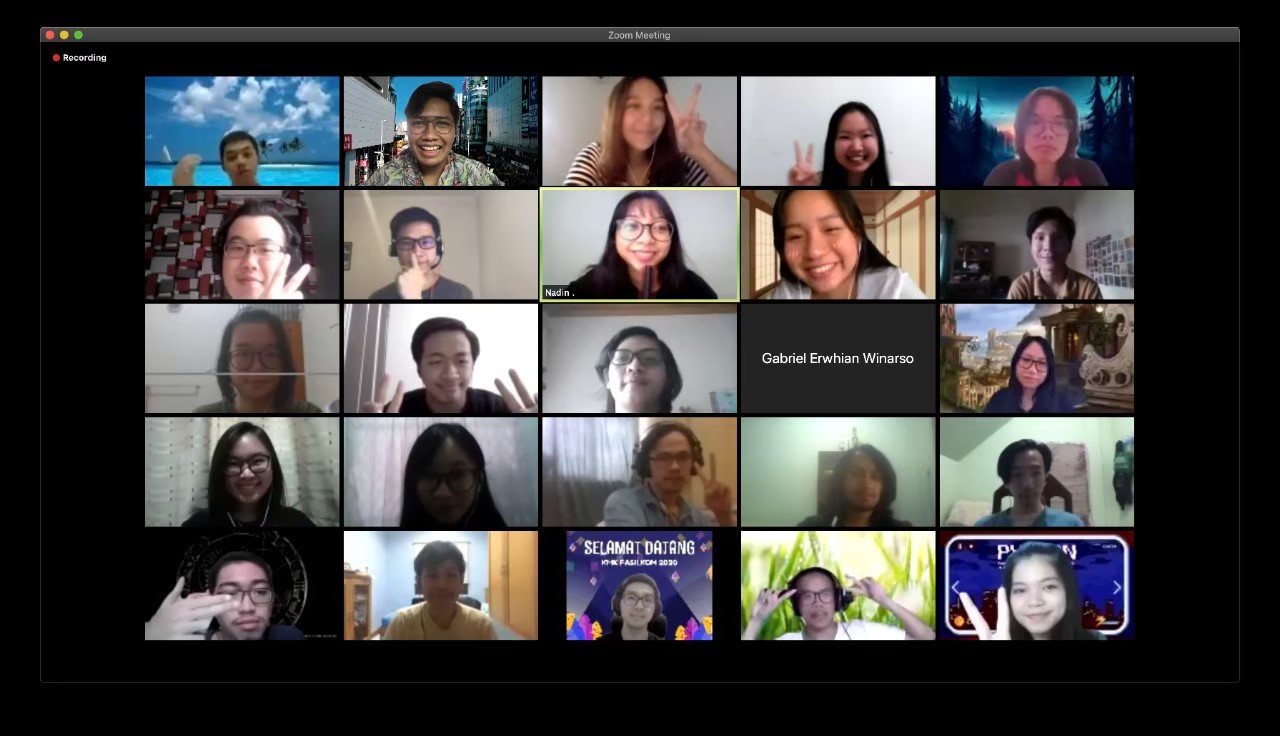 Zoom Meeting
Recording
Nadin .
Gabriel Erwhian Winarso
SELAMAT DATANG
KMK FASILKOM 2020